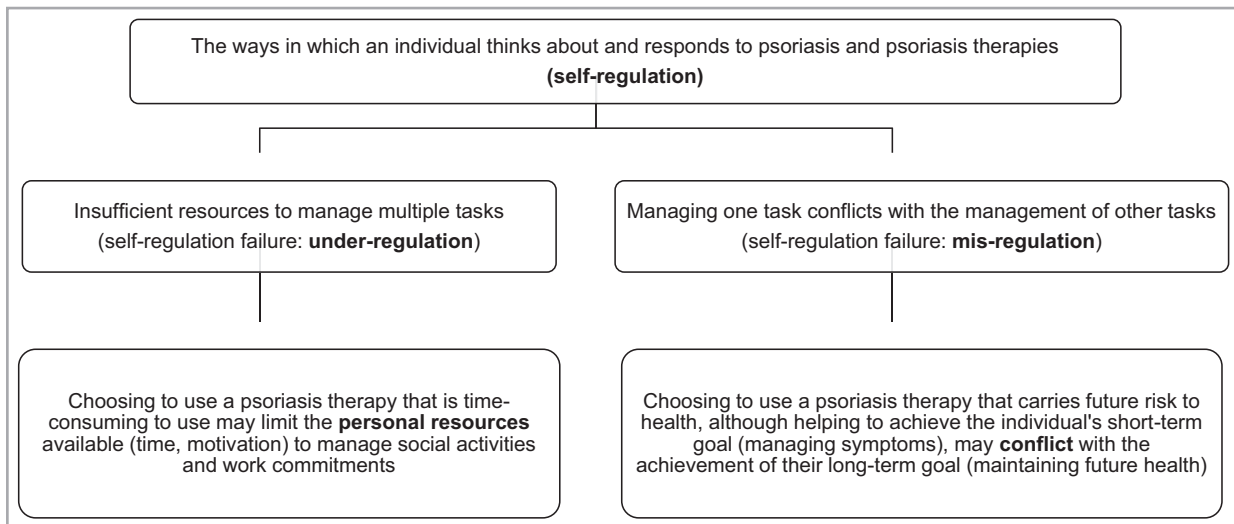 The ways in which an individual thinks about and responds to psoriasis and psoriasis therapies
(self-regulation)
Insufficient resources to manage multiple tasks
(self-regulation failure: under-regulation)
Managing one task conflicts with the management of other tasks
(self-regulation failure: mis-regulation)
Choosing to use a psoriasis therapy that is time-
consuming to use may limit the personal resources
available (time, motivation) to manage social activities
and work commitments
Choosing to use a psoriasis therapy that carries future risk to
health, although helping to achieve the individual's short-term
goal (managing symptoms), may conflict with the
achievement of their long-term goal (maintaining future health)